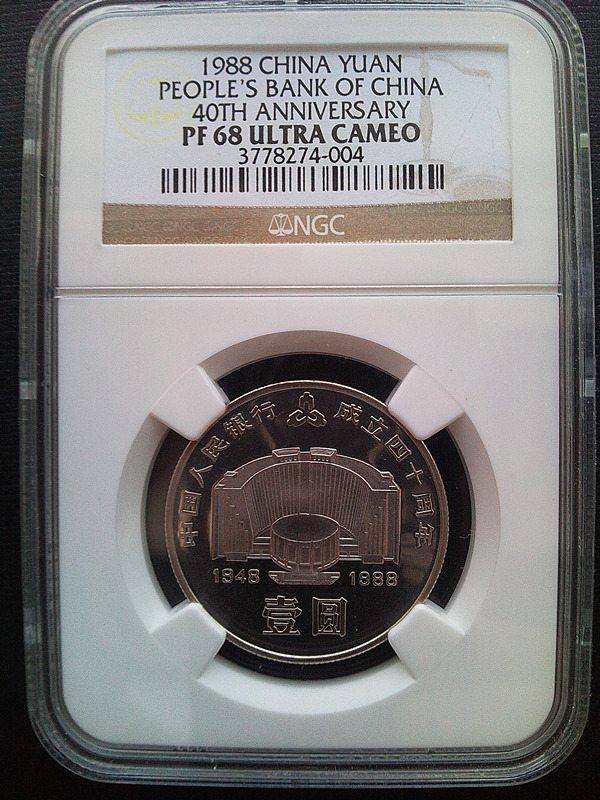 1988 CHINA YUAN
PEOPLE'S BANK OF CHINA
40TH ANNIVERSARY
PF 68 ULTRA CAMEO
3778274-004
NGC
中国人民银行 成立四十周年
1948 1988
壹圆